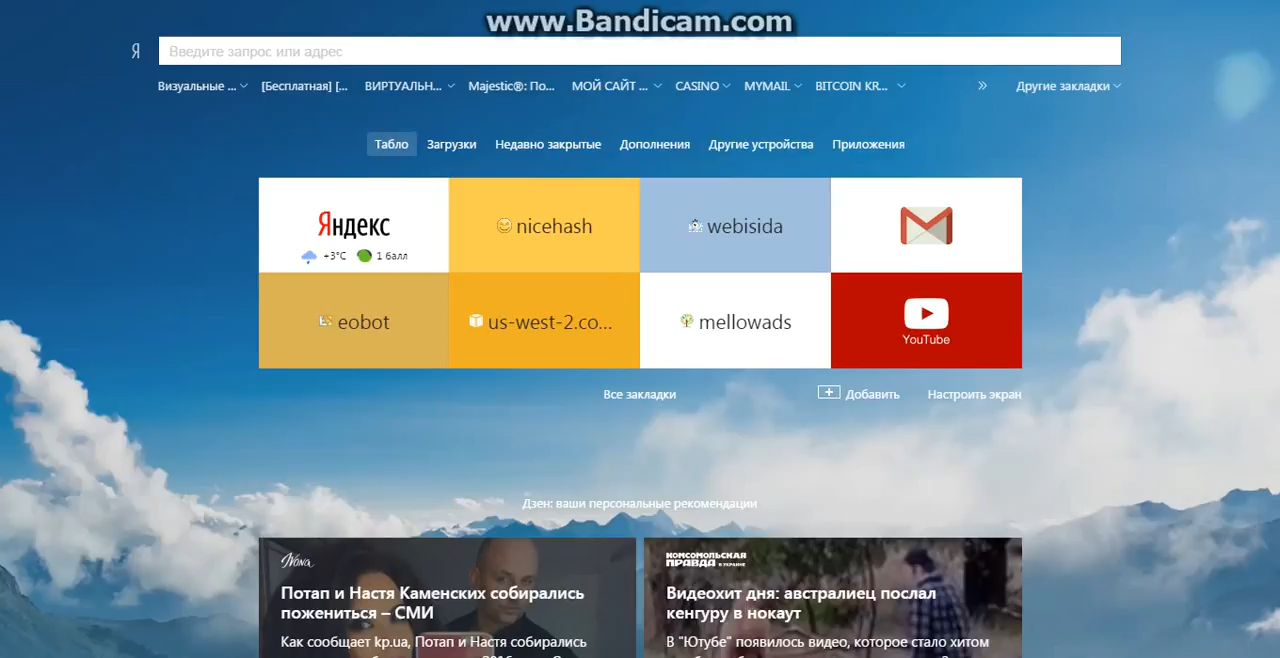 www.Bandicam.com
Я Введите запрос или адрес
Визуальные ... [Бесплатная] [... ВИРТУАЛЬН... Majestic®: По... МОЙ САЙТ ... CASINO MYMAIL BITCOIN KR... » Другие закладки
Табло Загрузки Недавно закрытые Дополнения Другие устройства Приложения
Яндекс nicehash webisida
+3°C 1 балл
eobot us-west-2.co... mellowads YouTube
Все закладки Добавить Настроить экран
Дзен: ваши персональные рекомендации
Ivona
Потап и Настя Каменских собирались
пожениться – СМИ
Как сообщает kp.ua, Потап и Настя собирались
КОМСОМОЛЬСКАЯ
ПРАВДА В УКРАИНЕ
Видеохит дня: австралиец послал
кенгуру в нокаут
В "Ютубе" появилось видео, которое стало хитом